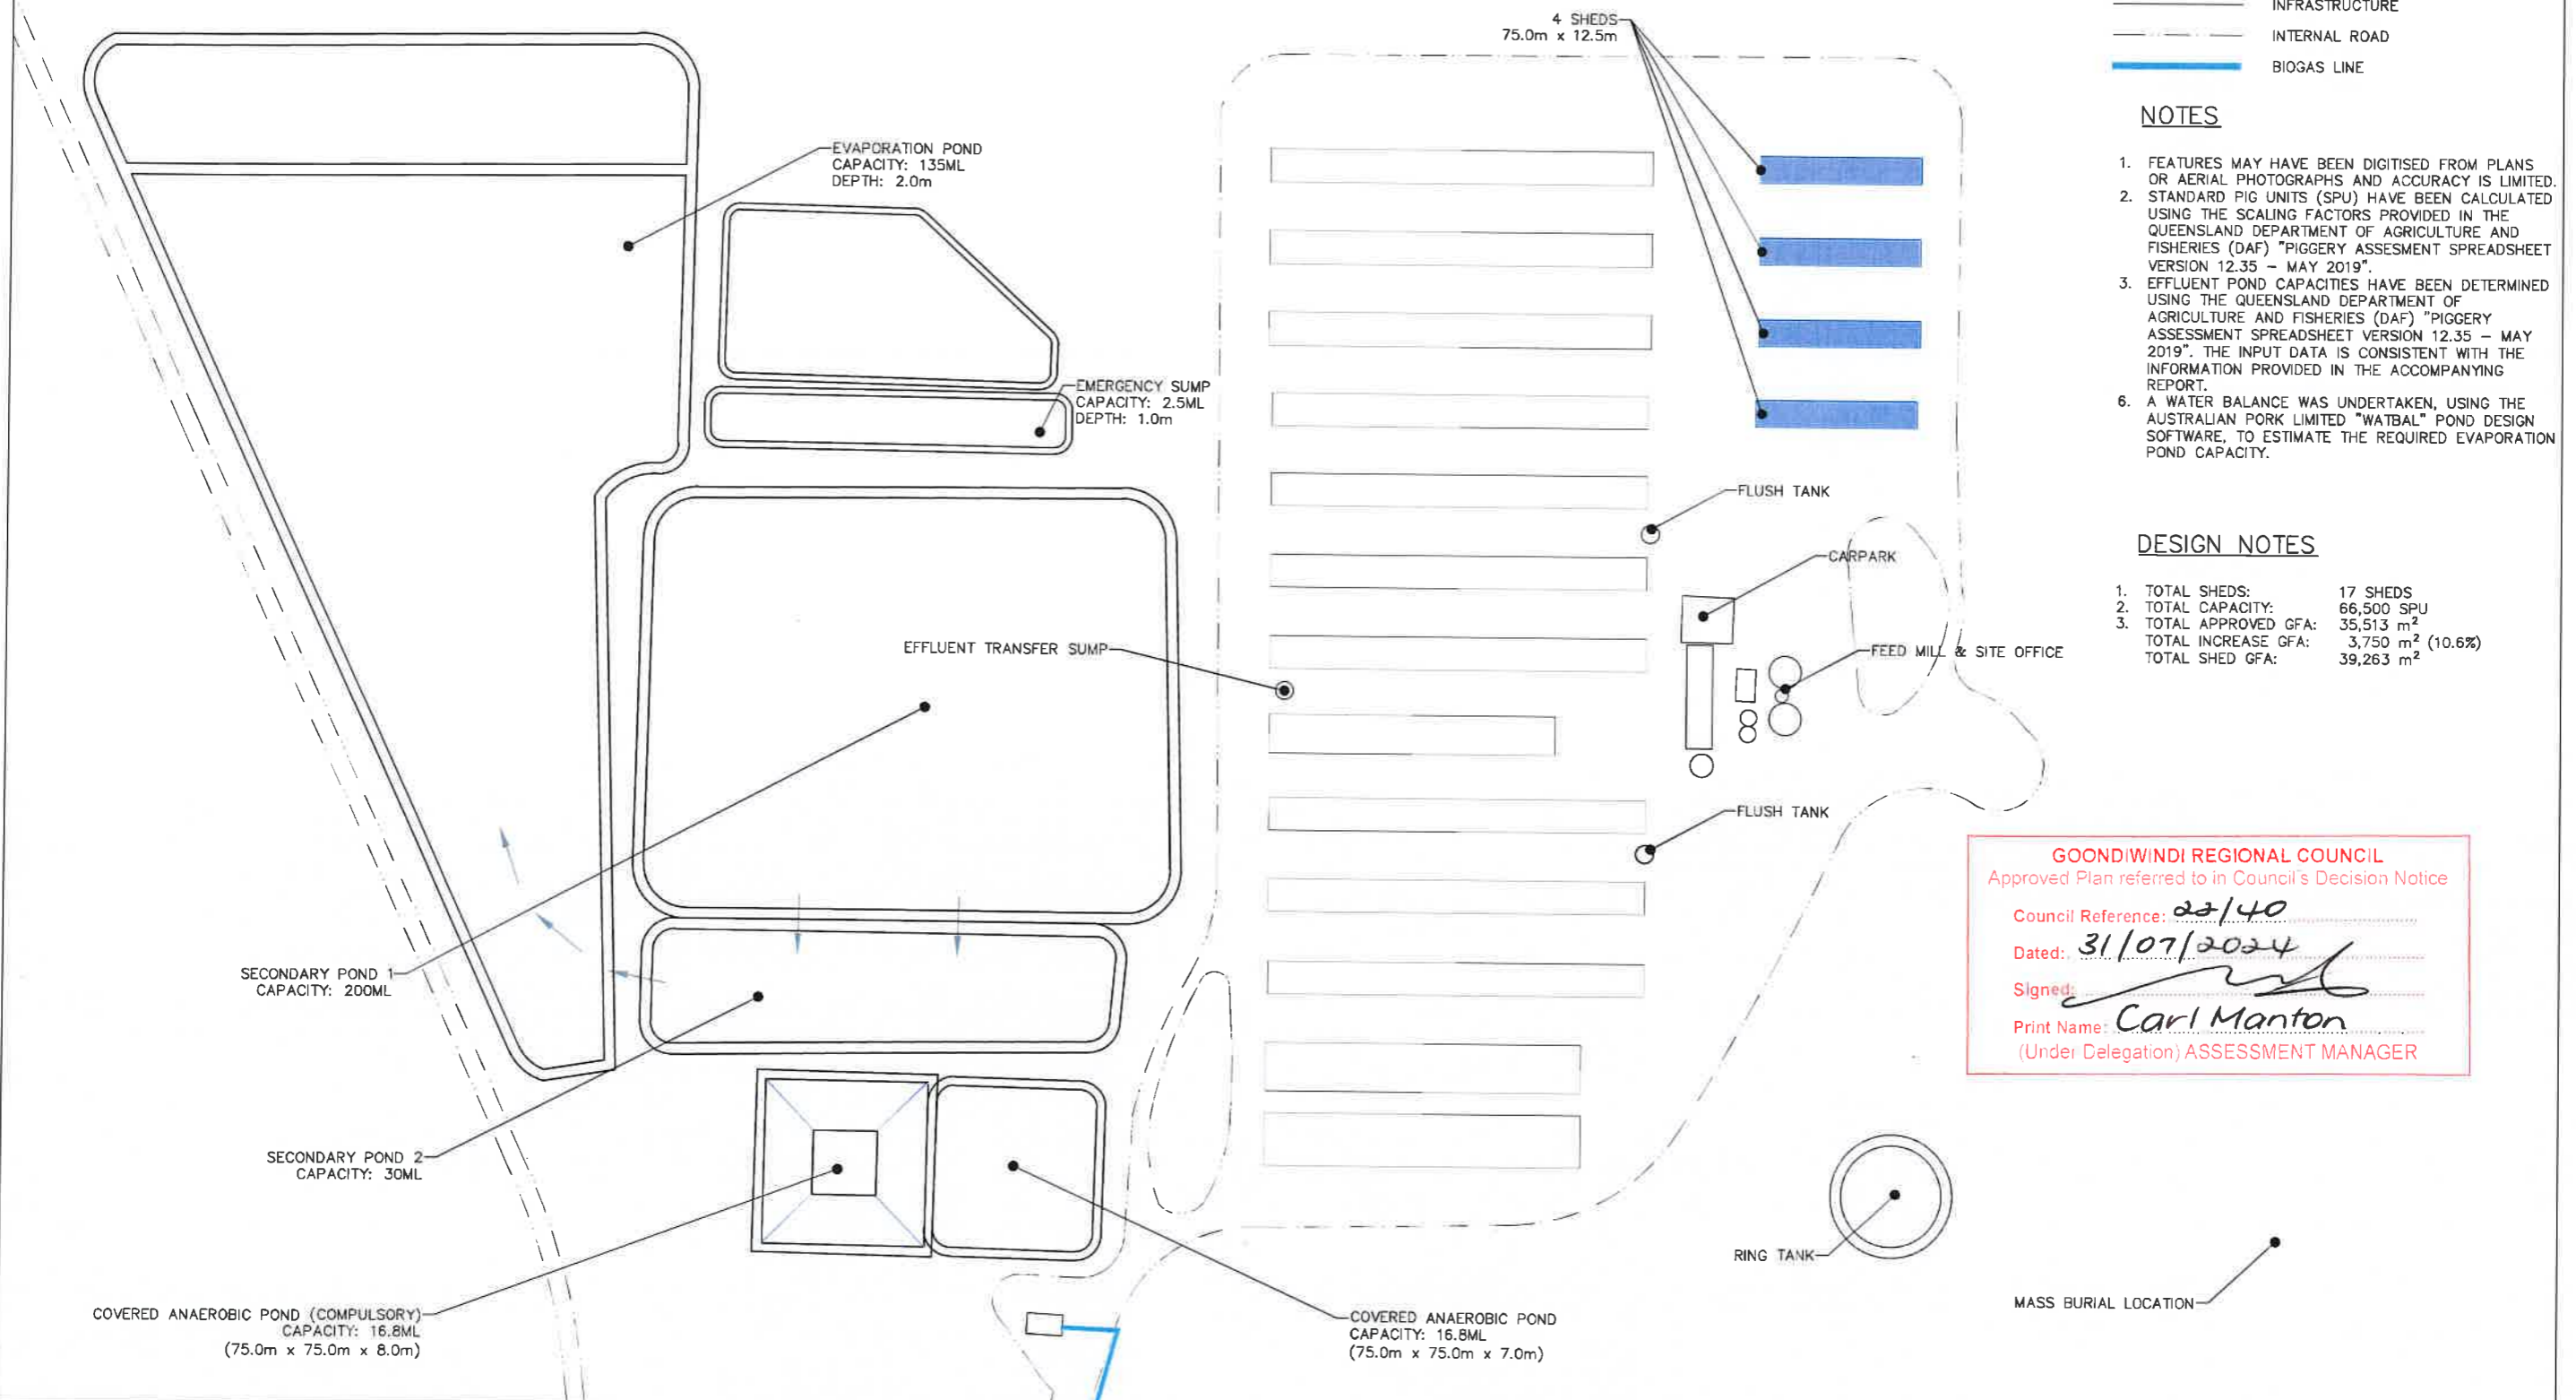 4 SHEDS
75.0m x 12.5m
INFRASTRUCTURE
INTERNAL ROAD
BIOGAS LINE
NOTES
1. FEATURES MAY HAVE BEEN DIGITISED FROM PLANS
OR AERIAL PHOTOGRAPHS AND ACCURACY IS LIMITED.
2. STANDARD PIG UNITS (SPU) HAVE BEEN CALCULATED
USING THE SCALING FACTORS PROVIDED IN THE
QUEENSLAND DEPARTMENT OF AGRICULTURE AND
FISHERIES (DAF) "PIGGERY ASSESMENT SPREADSHEET
VERSION 12.35 – MAY 2019".
3. EFFLUENT POND CAPACITIES HAVE BEEN DETERMINED
USING THE QUEENSLAND DEPARTMENT OF
AGRICULTURE AND FISHERIES (DAF) "PIGGERY
ASSESSMENT SPREADSHEET VERSION 12.35 – MAY
2019". THE INPUT DATA IS CONSISTENT WITH THE
INFORMATION PROVIDED IN THE ACCOMPANYING
REPORT.
6. A WATER BALANCE WAS UNDERTAKEN, USING THE
AUSTRALIAN PORK LIMITED "WATBAL" POND DESIGN
SOFTWARE, TO ESTIMATE THE REQUIRED EVAPORATION
POND CAPACITY.
DESIGN NOTES
1. TOTAL SHEDS: 17 SHEDS
2. TOTAL CAPACITY: 66,500 SPU
3. TOTAL APPROVED GFA: 35,513 m²
TOTAL INCREASE GFA: 3,750 m² (10.6%)
TOTAL SHED GFA: 39,263 m²
EVAPORATION POND
CAPACITY: 135ML
DEPTH: 2.0m
EMERGENCY SUMP
CAPACITY: 2.5ML
DEPTH: 1.0m
FLUSH TANK
CARPARK
EFFLUENT TRANSFER SUMP
FEED MILL & SITE OFFICE
FLUSH TANK
SECONDARY POND 1
CAPACITY: 200ML
SECONDARY POND 2
CAPACITY: 30ML
COVERED ANAEROBIC POND (COMPULSORY)
CAPACITY: 16.8ML
(75.0m x 75.0m x 8.0m)
COVERED ANAEROBIC POND
CAPACITY: 16.8ML
(75.0m x 75.0m x 7.0m)
RING TANK
MASS BURIAL LOCATION
GOONDIWINDI REGIONAL COUNCIL
Approved Plan referred to in Council's Decision Notice
Council Reference: 22/40
Dated: 31/07/2024
Signed:
Print Name: Carl Manton
(Under Delegation) ASSESSMENT MANAGER